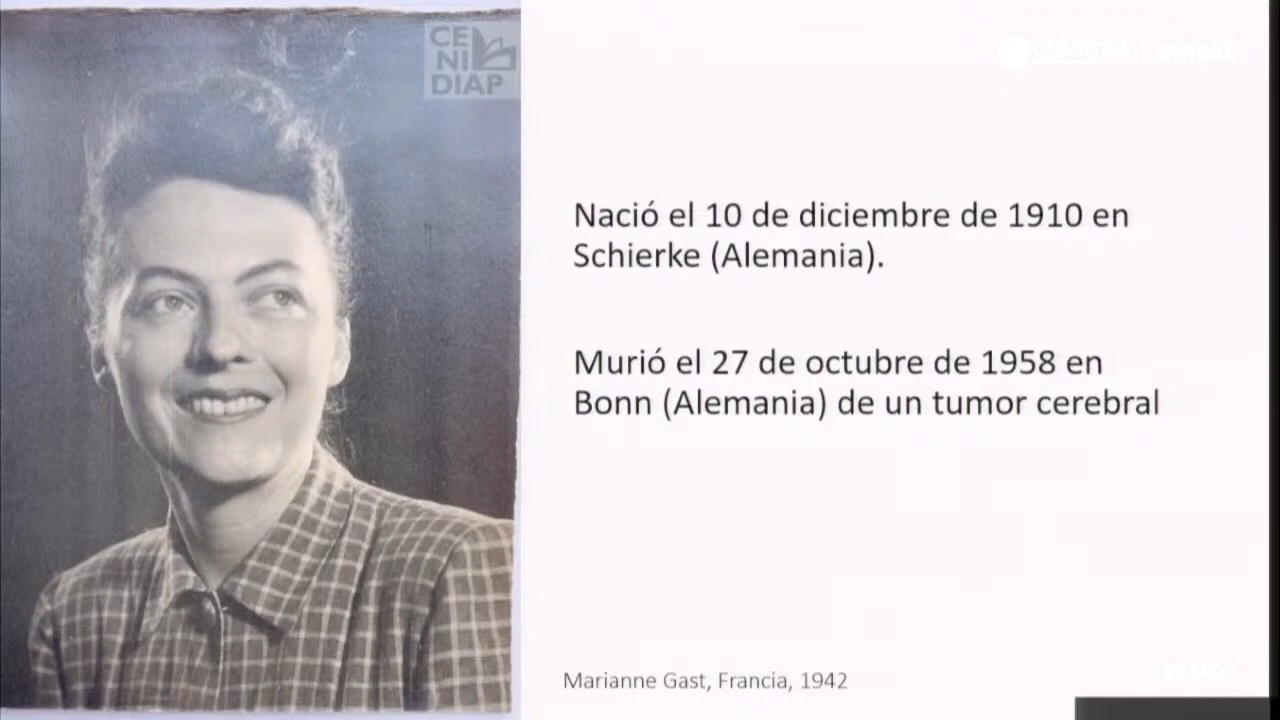 CE
NI
DIAP
CULTURA
Nació el 10 de diciembre de 1910 en
Schierke (Alemania).
Murió el 27 de octubre de 1958 en
Bonn (Alemania) de un tumor cerebral
Marianne Gast, Francia, 1942